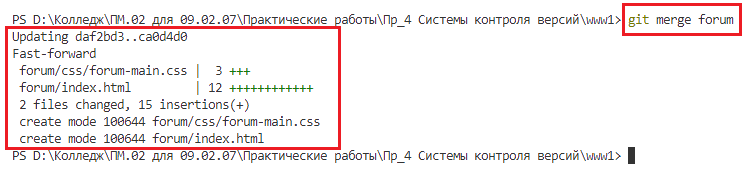 PS D:\Колледж\ПМ.02 для 09.02.07\Практические работы\Пр_4 Системы контроля версий\www1> git merge forum
Updating daf2bd3..ca0d4d0
Fast-forward
 forum/css/forum-main.css |  3 +++
 forum/index.html         | 12 ++++++++++++
 2 files changed, 15 insertions(+)
 create mode 100644 forum/css/forum-main.css
 create mode 100644 forum/index.html
PS D:\Колледж\ПМ.02 для 09.02.07\Практические работы\Пр_4 Системы контроля версий\www1>